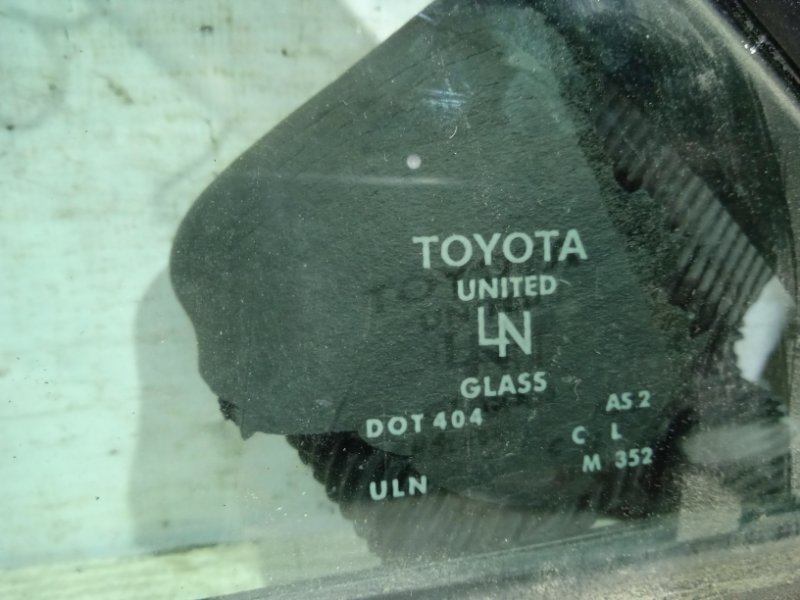 TOYOTA
UNITED
LN
GLASS
DOT 404 AS 2
C L
M 352
ULN